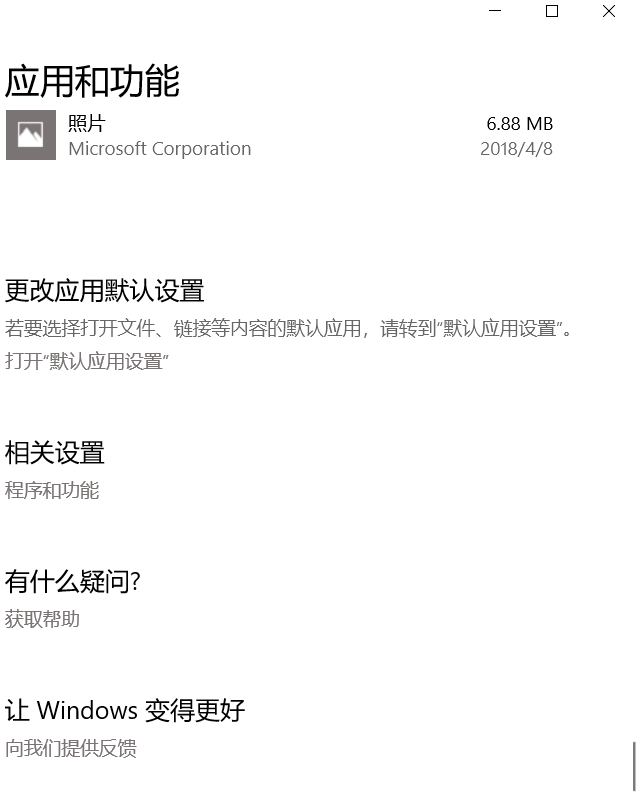 应用和功能
照片 6.88 MB
Microsoft Corporation 2018/4/8
更改应用默认设置
若要选择打开文件、链接等内容的默认应用，请转到“默认应用设置”。
打开“默认应用设置”
相关设置
程序和功能
有什么疑问?
获取帮助
让 Windows 变得更好
向我们提供反馈